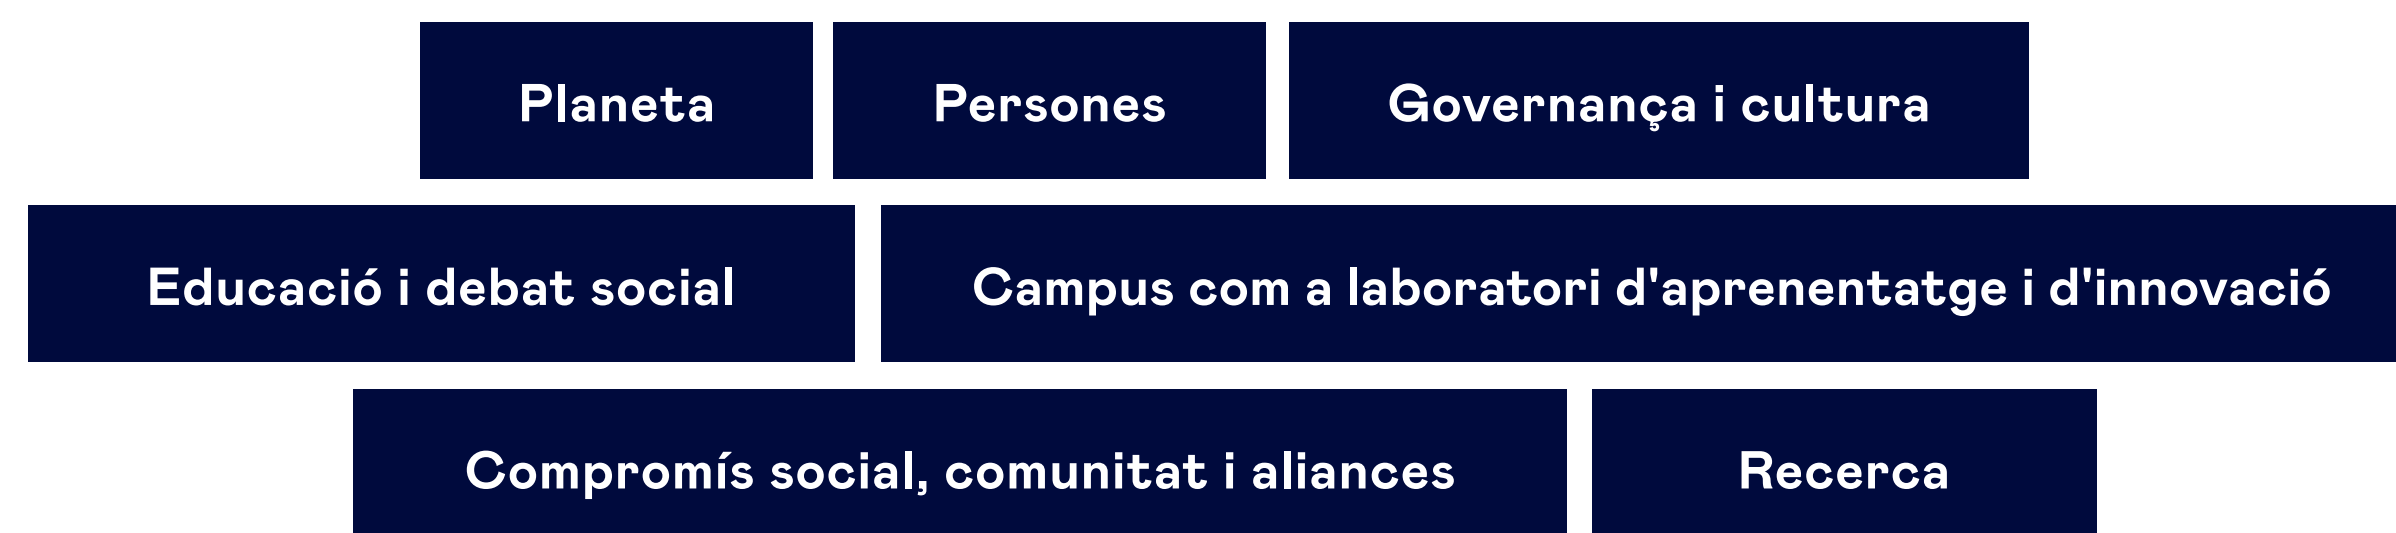 Planeta
Persones
Governança i cultura
Educació i debat social
Campus com a laboratori d'aprenentatge i d'innovació
Compromís social, comunitat i aliances
Recerca